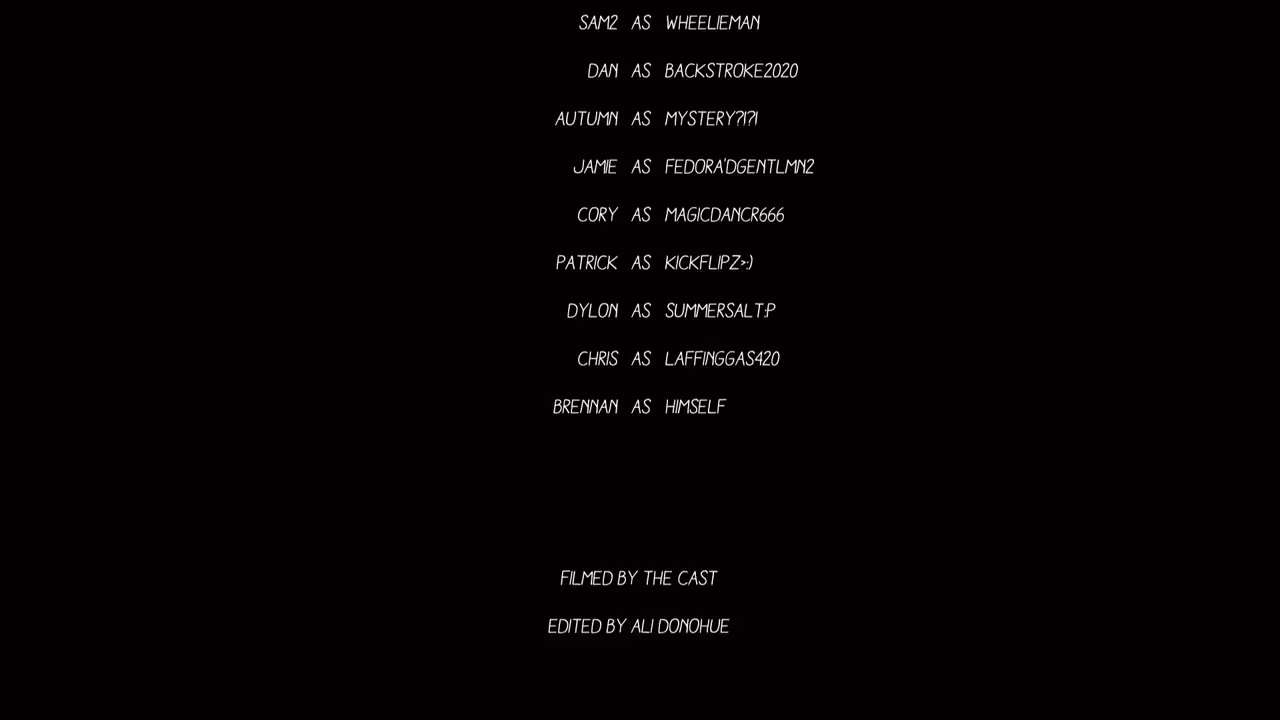 SAM2 AS WHEELIEMAN
DAN AS BACKSTROKE2020
AUTUMN AS MYSTERY?!?!
JAMIE AS FEDORA'DGENTLMN2
CORY AS MAGICDANCR666
PATRICK AS KICKFLIPZ>:)
DYLON AS SUMMERSALT:P
CHRIS AS LAFFINGGAS420
BRENNAN AS HIMSELF
FILMED BY THE CAST
EDITED BY ALI DONOHUE